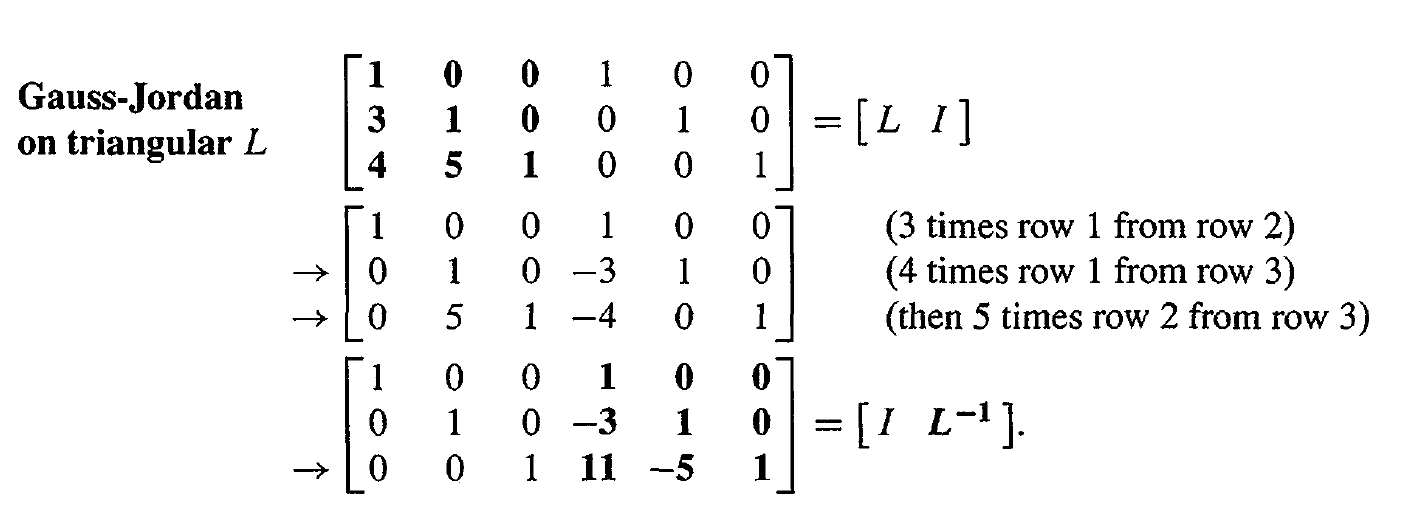 Gauss-Jordan
on triangular L
[1 0 0 1 0 0]
[3 1 0 0 1 0] = [L I]
[4 5 1 0 0 1]
[1 0 0 1 0 0] (3 times row 1 from row 2)
→ [0 1 0 −3 1 0] (4 times row 1 from row 3)
→ [0 5 1 −4 0 1] (then 5 times row 2 from row 3)
[1 0 0 1 0 0]
[0 1 0 −3 1 0] = [I L⁻¹].
→ [0 0 1 11 −5 1]